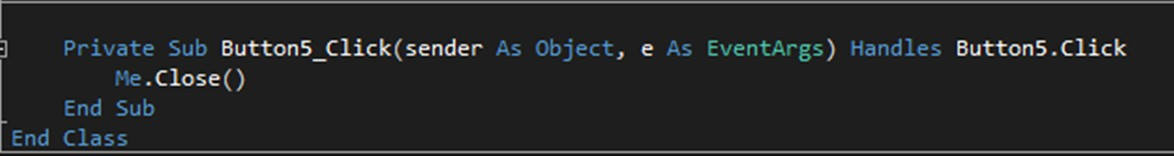 Private Sub Button5_Click(sender As Object, e As EventArgs) Handles Button5.Click
Me.Close()
End Sub
End Class